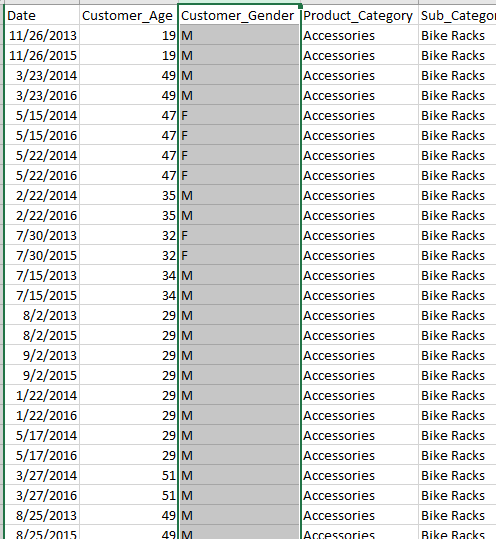 Date Customer_Age Customer_Gender Product_Category Sub_Catego
11/26/2013 19 M Accessories Bike Racks
11/26/2015 19 M Accessories Bike Racks
3/23/2014 49 M Accessories Bike Racks
3/23/2016 49 M Accessories Bike Racks
5/15/2014 47 F Accessories Bike Racks
5/15/2016 47 F Accessories Bike Racks
5/22/2014 47 F Accessories Bike Racks
5/22/2016 47 F Accessories Bike Racks
2/22/2014 35 M Accessories Bike Racks
2/22/2016 35 M Accessories Bike Racks
7/30/2013 32 F Accessories Bike Racks
7/30/2015 32 F Accessories Bike Racks
7/15/2013 34 M Accessories Bike Racks
7/15/2015 34 M Accessories Bike Racks
8/2/2013 29 M Accessories Bike Racks
8/2/2015 29 M Accessories Bike Racks
9/2/2013 29 M Accessories Bike Racks
9/2/2015 29 M Accessories Bike Racks
1/22/2014 29 M Accessories Bike Racks
1/22/2016 29 M Accessories Bike Racks
5/17/2014 29 M Accessories Bike Racks
5/17/2016 29 M Accessories Bike Racks
3/27/2014 51 M Accessories Bike Racks
3/27/2016 51 M Accessories Bike Racks
8/25/2013 49 M Accessories Bike Racks
8/25/2015 49 M Accessories Bike Racks